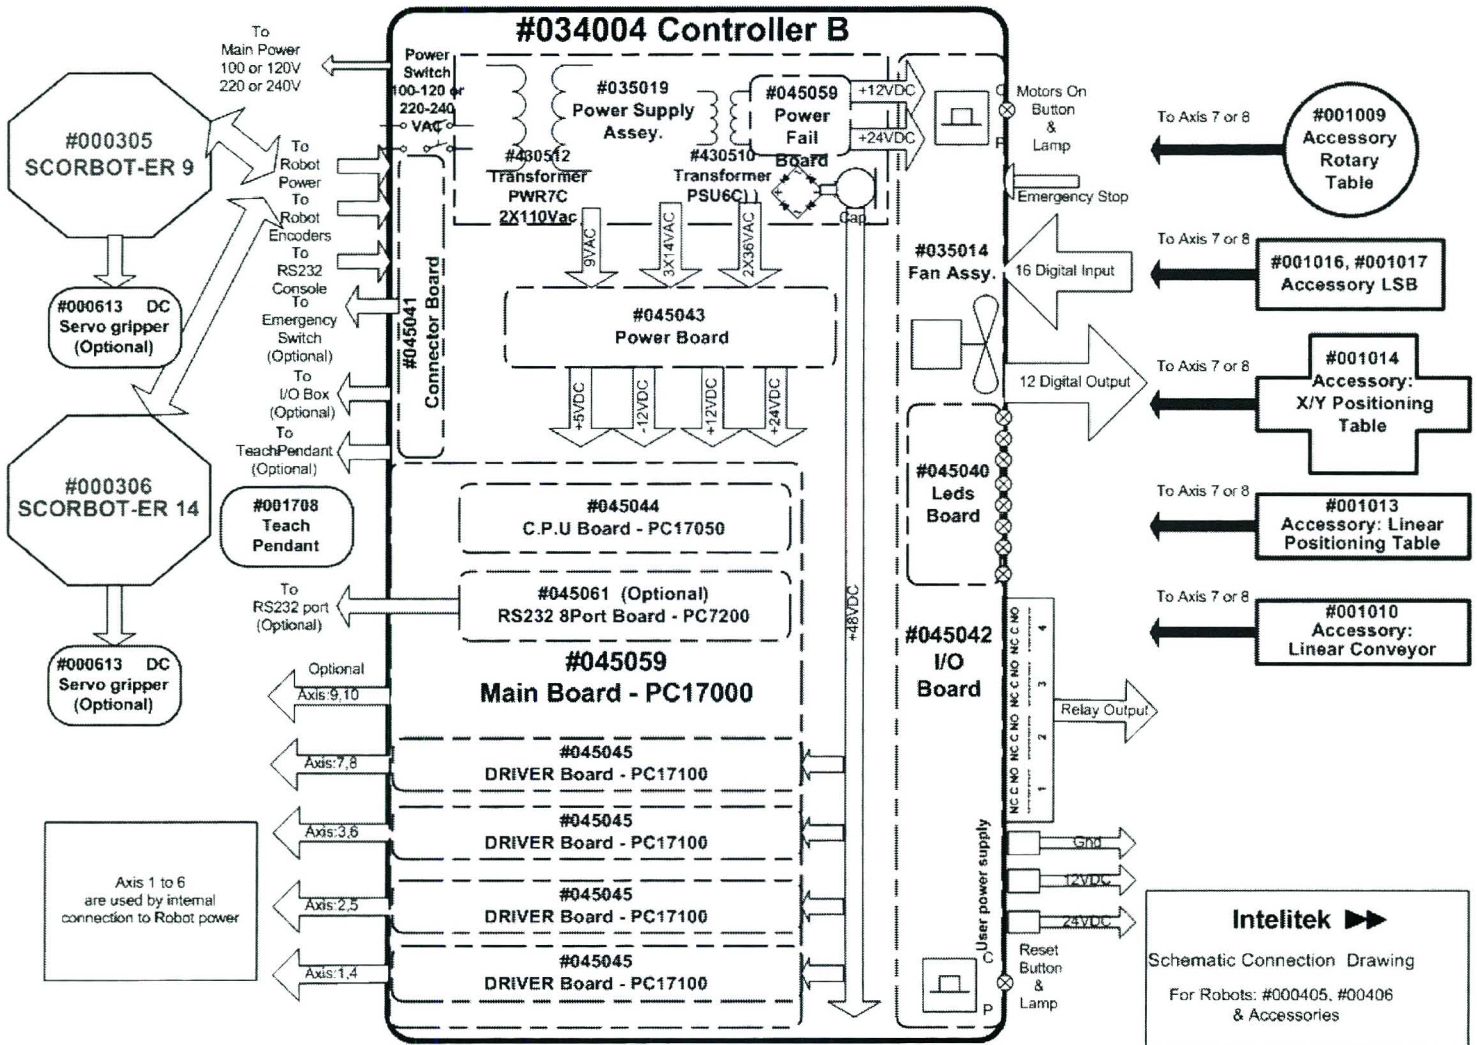 #034004 Controller B
To
Main Power
100 or 120V
220 or 240V
Power
Switch
100-120 or
220-240
VAC
#035019
Power Supply
Assey.
#045059
Power
Fail
Board
+12VDC
+24VDC
C
P
Motors On
Button
&
Lamp
#430512
Transformer
PWR7C
2X110Vac
#430510
Transformer
PSU6C))
Cap
Emergency Stop
#000305
SCORBOT-ER 9
To
Robot
Power
To
Robot
Encoders
To
RS232
Console
To
Emergency
Switch
(Optional)
To
I/O Box
(Optional)
To
TeachPendant
(Optional)
#045041
Connector Board
9VAC
3X14VAC
2X36VAC
#045043
Power Board
+5VDC
-12VDC
+12VDC
+24VDC
+48VDC
#035014
Fan Assy.
16 Digital Input
12 Digital Output
#000613 DC
Servo gripper
(Optional)
#000306
SCORBOT-ER 14
#001708
Teach
Pendant
#000613 DC
Servo gripper
(Optional)
#045044
C.P.U Board - PC17050
To
RS232 port
(Optional)
#045061 (Optional)
RS232 8Port Board - PC7200
#045059
Main Board - PC17000
Optional
Axis:9,10
Axis:7,8
#045045
DRIVER Board - PC17100
Axis:3,6
#045045
DRIVER Board - PC17100
Axis:2,5
#045045
DRIVER Board - PC17100
Axis:1,4
#045045
DRIVER Board - PC17100
Axis 1 to 6
are used by internal
connection to Robot power
#045040
Leds
Board
#045042
I/O
Board
NC C NO NC C NO NC C NO NC C NO
1 2 3 4
Relay Output
User power supply
Gnd
12VDC
24VDC
C
P
Reset
Button
&
Lamp
To Axis 7 or 8
#001009
Accessory
Rotary
Table
To Axis 7 or 8
#001016, #001017
Accessory LSB
To Axis 7 or 8
#001014
Accessory:
X/Y Positioning
Table
To Axis 7 or 8
#001013
Accessory: Linear
Positioning Table
To Axis 7 or 8
#001010
Accessory:
Linear Conveyor
Intelitek
Schematic Connection Drawing
For Robots: #000405, #00406
& Accessories